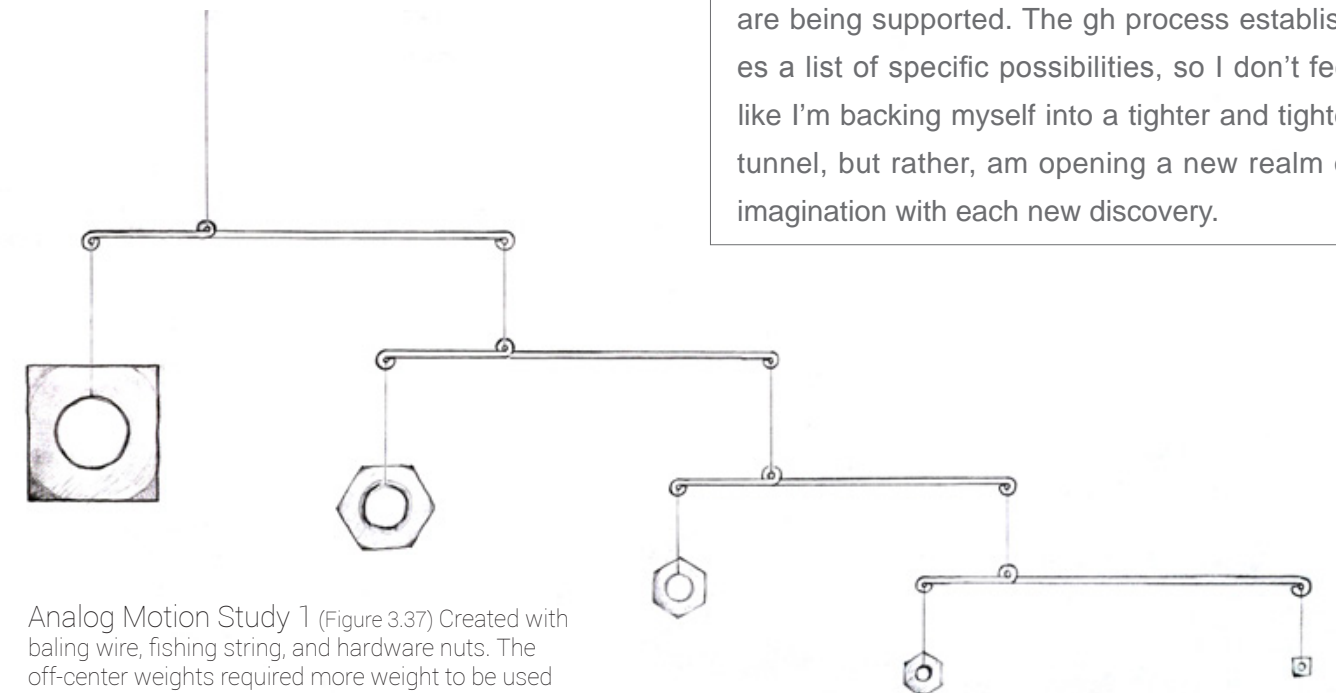 are being supported. The gh process establis
es a list of specific possibilities, so I don't fe
like I'm backing myself into a tighter and tight
tunnel, but rather, am opening a new realm
imagination with each new discovery.
Analog Motion Study 1 (Figure 3.37) Created with
baling wire, fishing string, and hardware nuts. The
off-center weights required more weight to be used